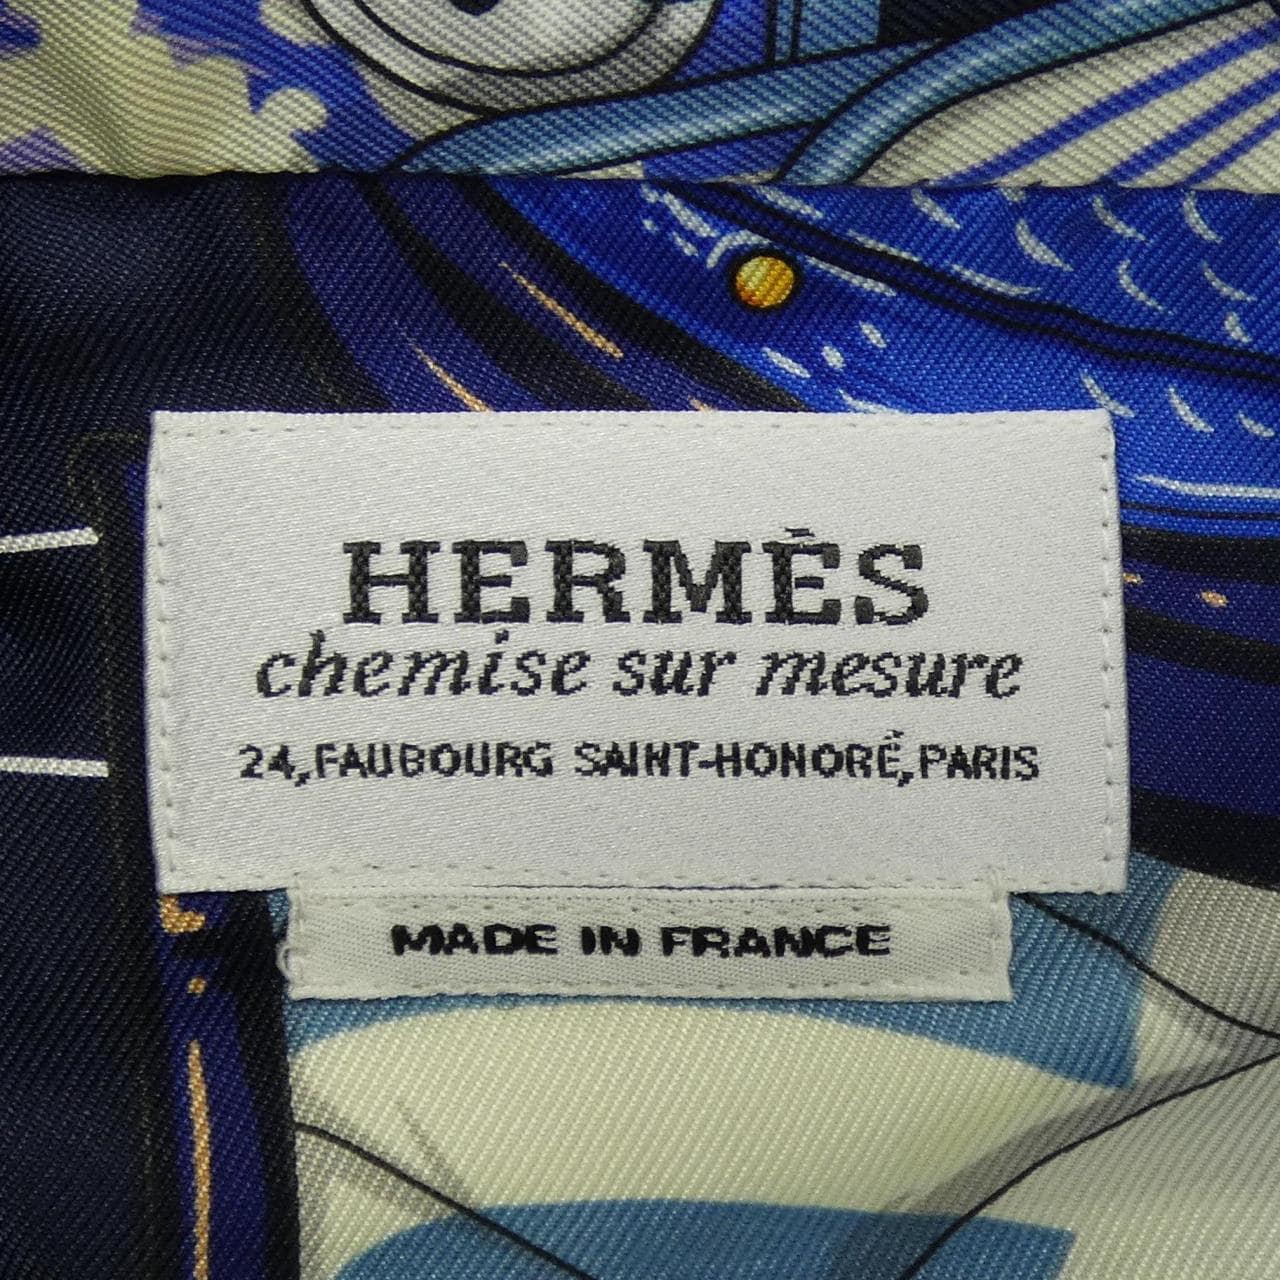 HERMÈS
chemise sur mesure
24, FAUBOURG SAINT-HONORÉ, PARIS
MADE IN FRANCE